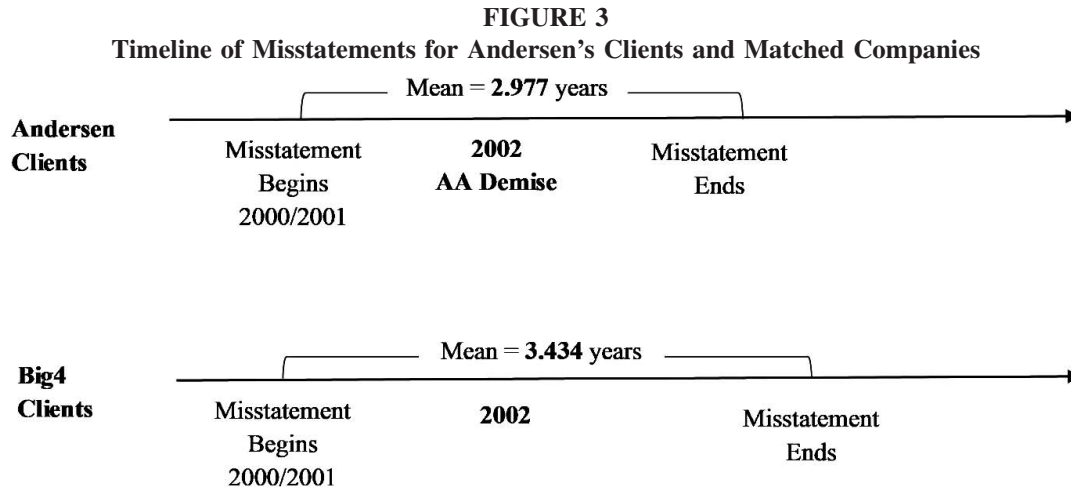 FIGURE 3
Timeline of Misstatements for Andersen's Clients and Matched Companies
Mean = 2.977 years
Andersen
Clients
Misstatement
Begins
2000/2001
2002
AA Demise
Misstatement
Ends
Mean = 3.434 years
Big4
Clients
Misstatement
Begins
2000/2001
2002
Misstatement
Ends